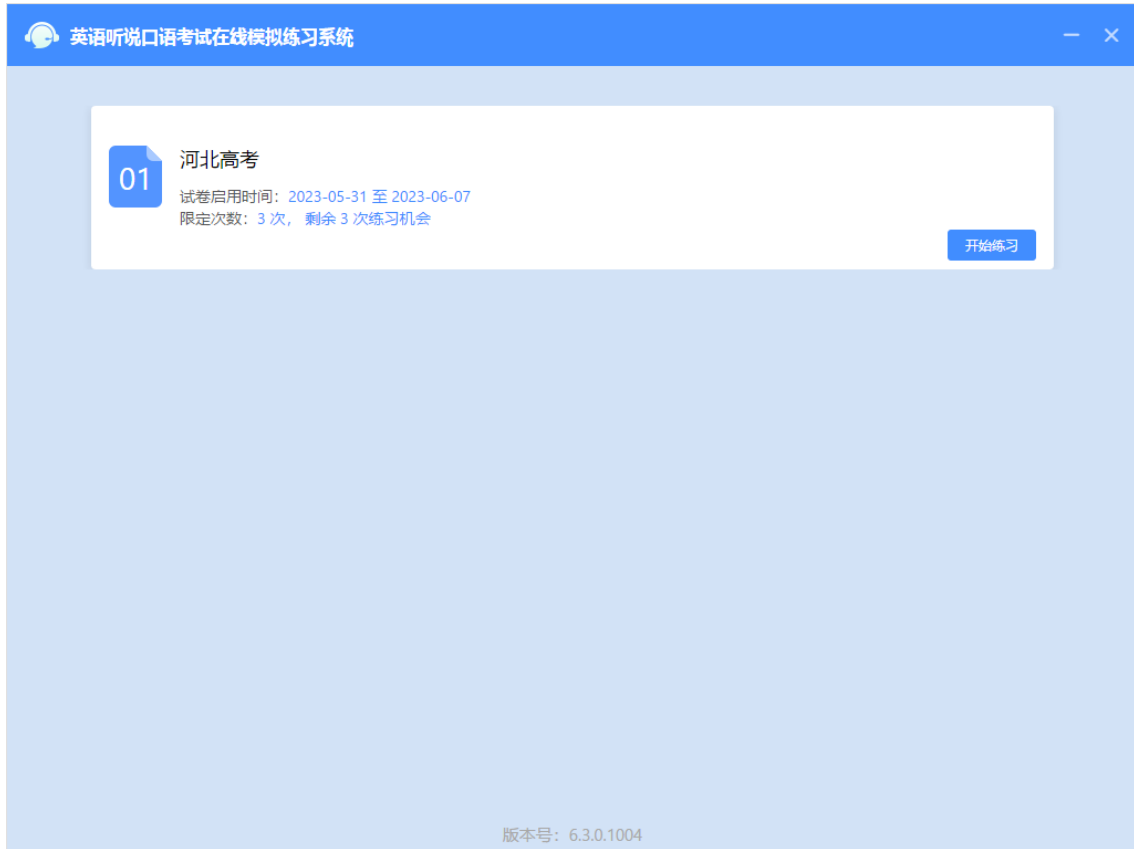 英语听说口语考试在线模拟练习系统
01
河北高考
试卷启用时间：2023-05-31 至 2023-06-07
限定次数：3 次， 剩余 3 次练习机会
开始练习
版本号：6.3.0.1004